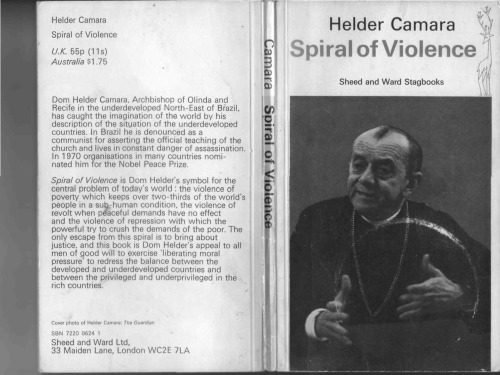 Helder Camara
Spiral of Violence
U.K. 55p (11s)
Australia $1.75
Dom Helder Camara, Archbishop of Olinda and
Recife in the underdeveloped North-East of Brazil,
has caught the imagination of the world by his
description of the situation of the underdeveloped
countries. In Brazil he is denounced as a
communist for asserting the official teaching of the
church and lives in constant danger of assassination.
In 1970 organisations in many countries nomi-
nated him for the Nobel Peace Prize.
Spiral of Violence is Dom Helder's symbol for the
central problem of today's world : the violence of
poverty which keeps over two-thirds of the world's
people in a sub-human condition, the violence of
revolt when peaceful demands have no effect
and the violence of repression with which the
powerful try to crush the demands of the poor. The
only escape from this spiral is to bring about
justice, and this book is Dom Helder's appeal to all
men of good will to exercise 'liberating moral
pressure' to redress the balance between the
developed and underdeveloped countries and
between the privileged and underprivileged in the
rich countries.
Cover photo of Helder Camara: The Guardian
SBN 7220 0624 1
Sheed and Ward Ltd,
33 Maiden Lane, London WC2E 7LA
Camara Spiral of Violence
Helder Camara
Spiral of Violence
Sheed and Ward Stagbooks